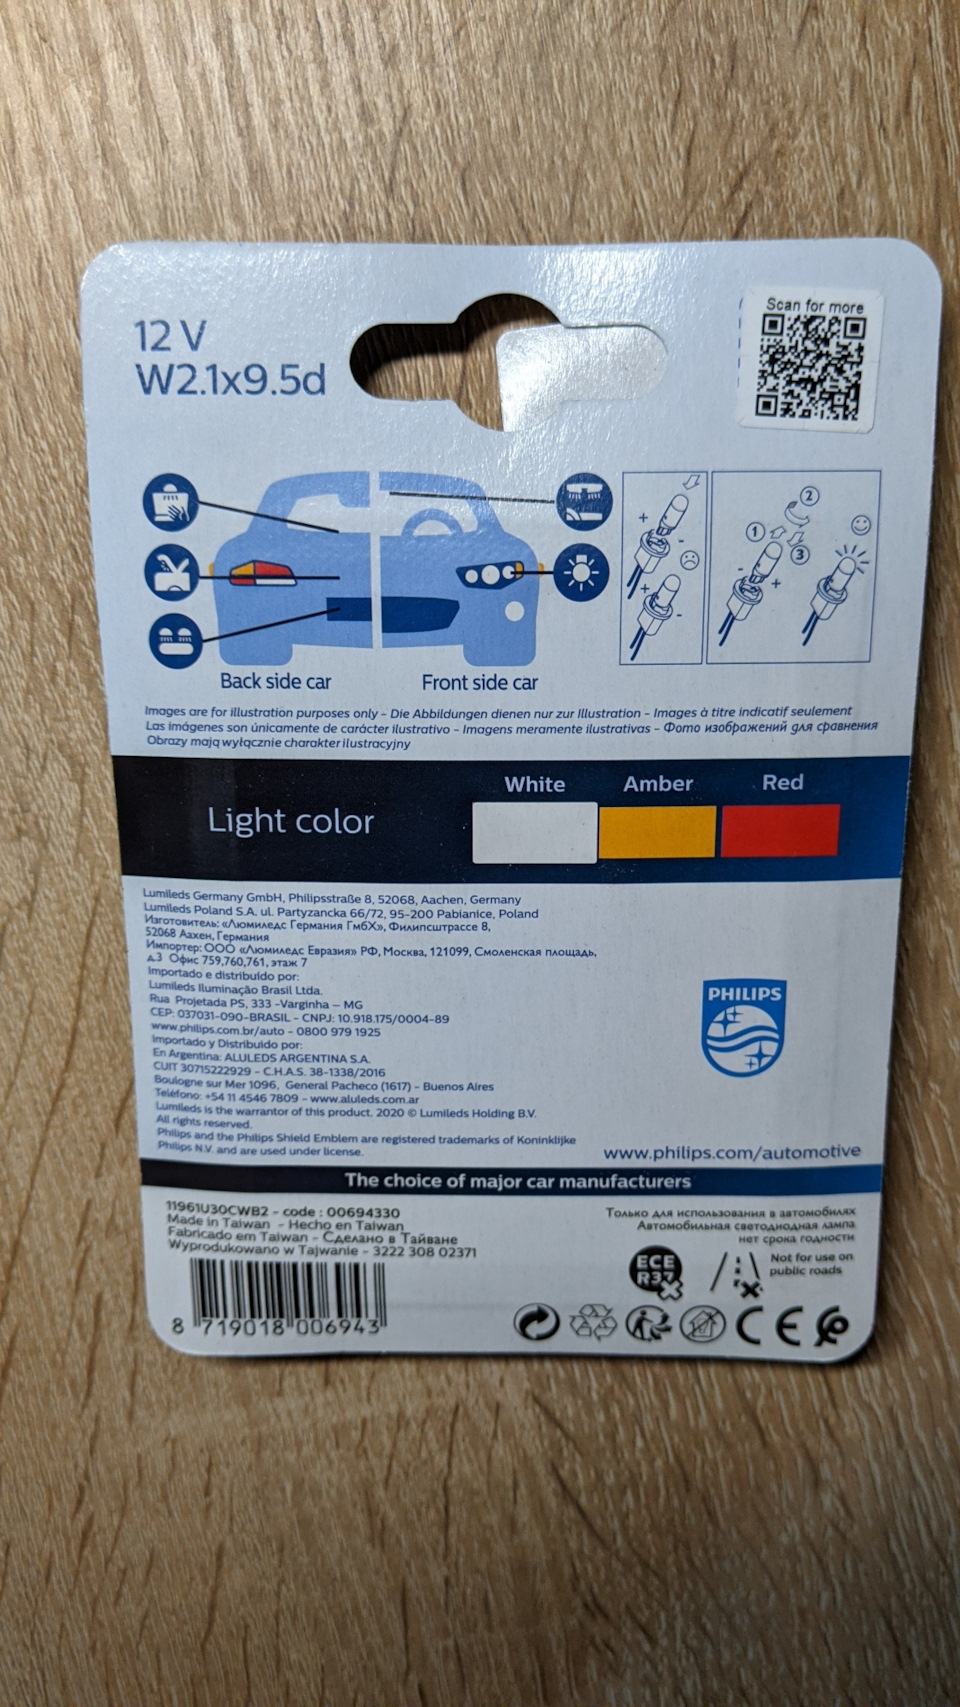 12 V
W2.1x9.5d
Scan for more
+
-
+
-
1
2
3
-
+
Back side car
Front side car
Images are for illustration purposes only - Die Abbildungen dienen nur zur Illustration - Images à titre indicatif seulement
Las imágenes son únicamente de carácter ilustrativo - Imagens meramente ilustrativas - Фото изображений для сравнения
Obrazy mają wyłącznie charakter ilustracyjny
Light color
White
Amber
Red
Lumileds Germany GmbH, Philipsstraße 8, 52068, Aachen, Germany
Lumileds Poland S.A. ul. Partyzancka 66/72, 95-200 Pabianice, Poland
Изготовитель: «Люмиледс Германия ГмбХ», Филипсштрассе 8,
52068 Аахен, Германия
Импортер: ООО «Люмиледс Евразия» РФ, Москва, 121099, Смоленская площадь,
д.3 Офис 759,760,761, этаж 7
Importado e distribuído por:
Lumileds Iluminação Brasil Ltda.
Rua Projetada PS, 333 -Varginha – MG
CEP: 037031-090-BRASIL - CNPJ: 10.918.175/0004-89
www.philips.com.br/auto - 0800 979 1925
Importado y Distribuido por:
En Argentina: ALULEDS ARGENTINA S.A.
CUIT 30715222929 - C.H.A.S. 38-1338/2016
Boulogne sur Mer 1096, General Pacheco (1617) - Buenos Aires
Teléfono: +54 11 4546 7809 - www.aluleds.com.ar
Lumileds is the warrantor of this product. 2020 © Lumileds Holding B.V.
All rights reserved.
Philips and the Philips Shield Emblem are registered trademarks of Koninklijke
Philips N.V. and are used under license.
PHILIPS
www.philips.com/automotive
The choice of major car manufacturers
11961U30CWB2 - code : 00694330
Made in Taiwan - Hecho en Taiwan
Fabricado em Taiwan - Сделано в Тайване
Wyprodukowano w Tajwanie - 3222 308 02371
8 719018 006943
Только для использования в автомобилях
Автомобильная светодиодная лампа
нет срока годности
ECE
R37
Not for use on
public roads
CE